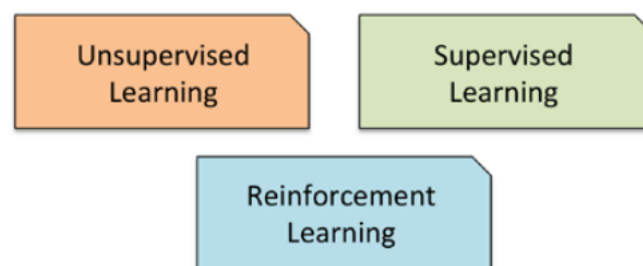 Unsupervised
Learning
Supervised
Learning
Reinforcement
Learning